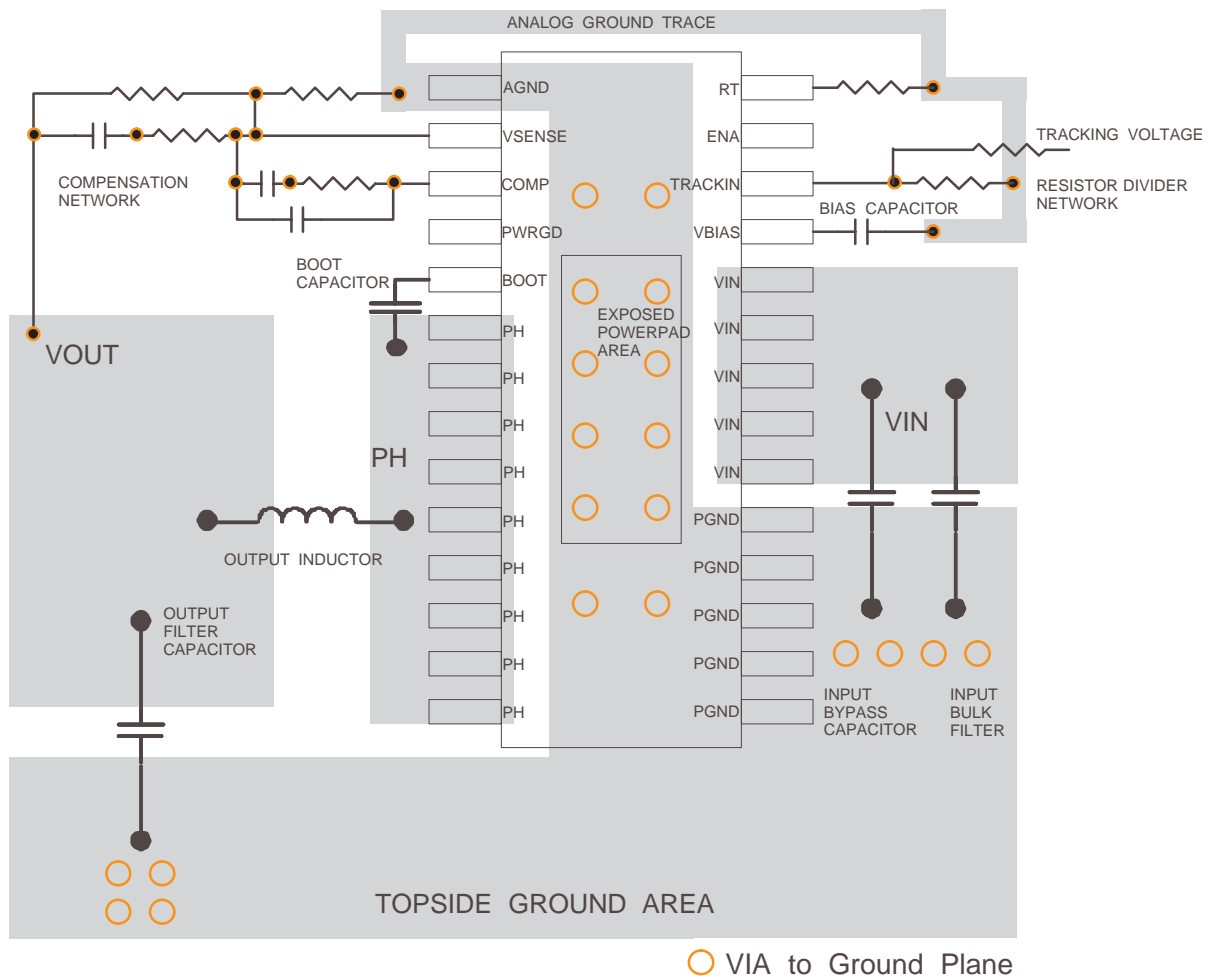 ANALOG GROUND TRACE
AGND
VSENSE
COMP
PWRGD
BOOT
PH
PH
PH
PH
PH
PH
PH
PH
PH
RT
ENA
TRACKIN
VBIAS
VIN
VIN
VIN
VIN
VIN
PGND
PGND
PGND
PGND
PGND
EXPOSED
POWERPAD
AREA
COMPENSATION
NETWORK
BOOT
CAPACITOR
VOUT
PH
OUTPUT INDUCTOR
OUTPUT
FILTER
CAPACITOR
TRACKING VOLTAGE
RESISTOR DIVIDER
NETWORK
BIAS CAPACITOR
VIN
INPUT
BYPASS
CAPACITOR
INPUT
BULK
FILTER
TOPSIDE GROUND AREA
VIA to Ground Plane